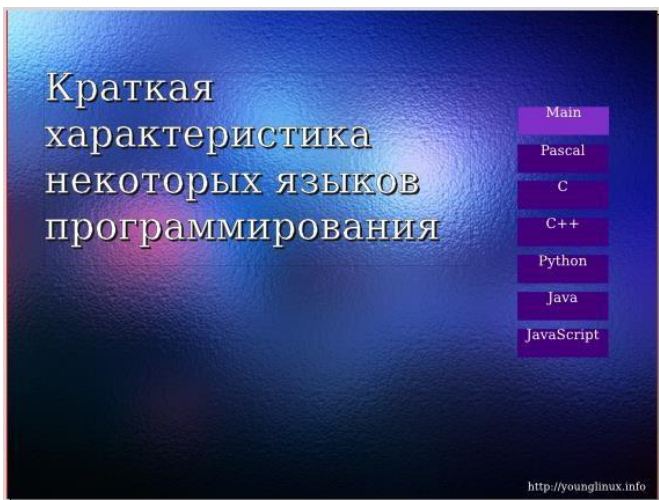 Краткая
характеристика
некоторых языков
программирования
Main
Pascal
C
C++
Python
Java
JavaScript
http://younglinux.info